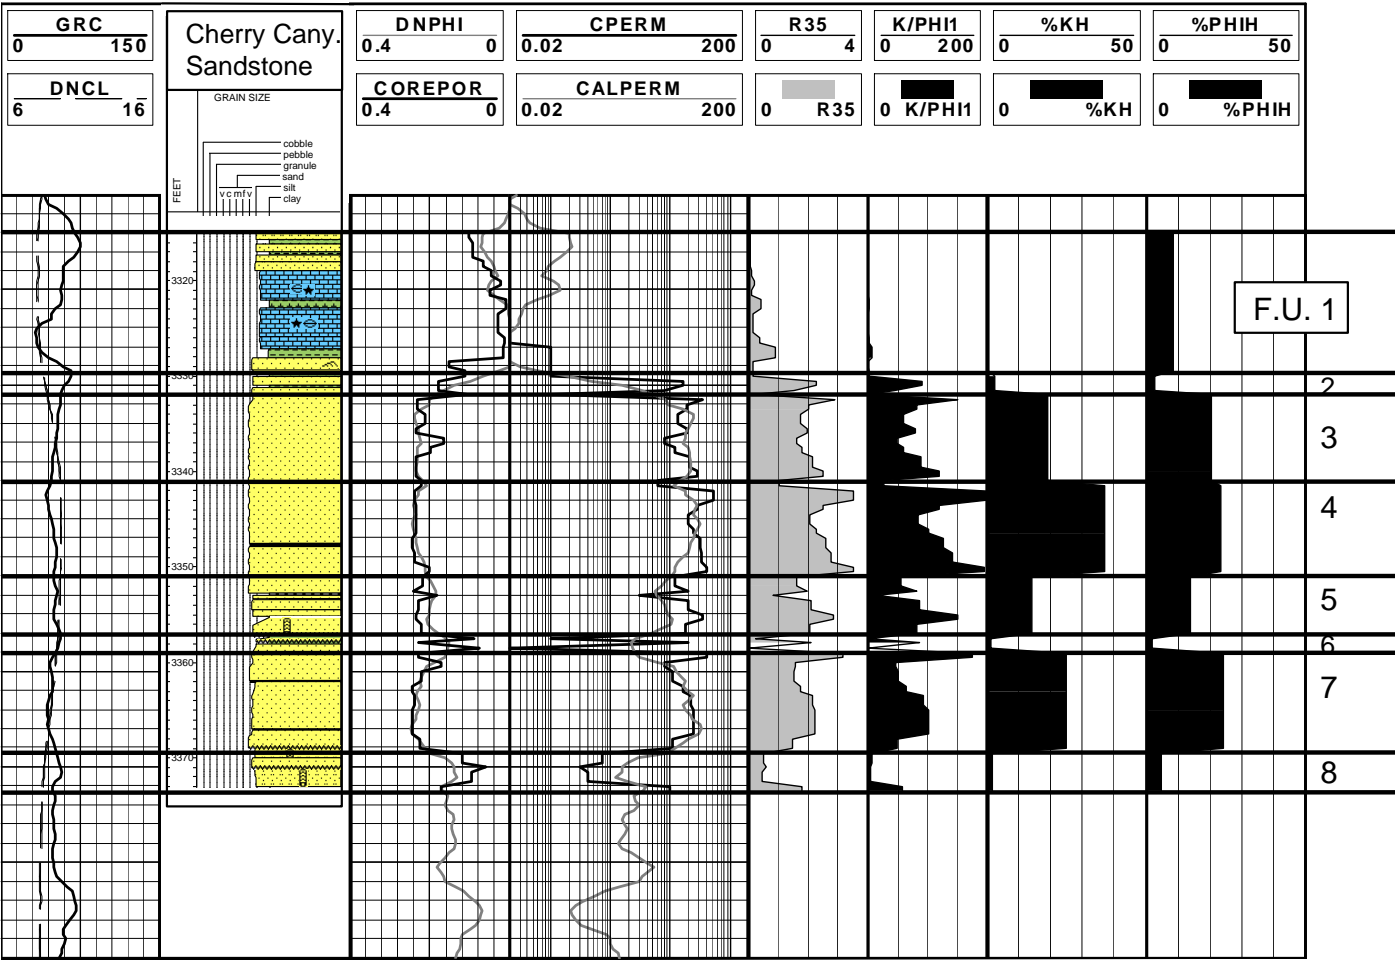 GRC
0 150
DNCL
6 16
Cherry Cany.
Sandstone
GRAIN SIZE
FEET
cobble
pebble
granule
sand
silt
clay
v c m f v
DNPHI
0.4 0
COREPOR
0.4 0
CPERM
0.02 200
CALPERM
0.02 200
R35
0 4
0 R35
K/PHI1
0 200
0 K/PHI1
%KH
0 50
0 %KH
%PHIH
0 50
0 %PHIH
3320
F.U. 1
3330
2
3
3340
4
3350
5
6
3360
7
3370
8